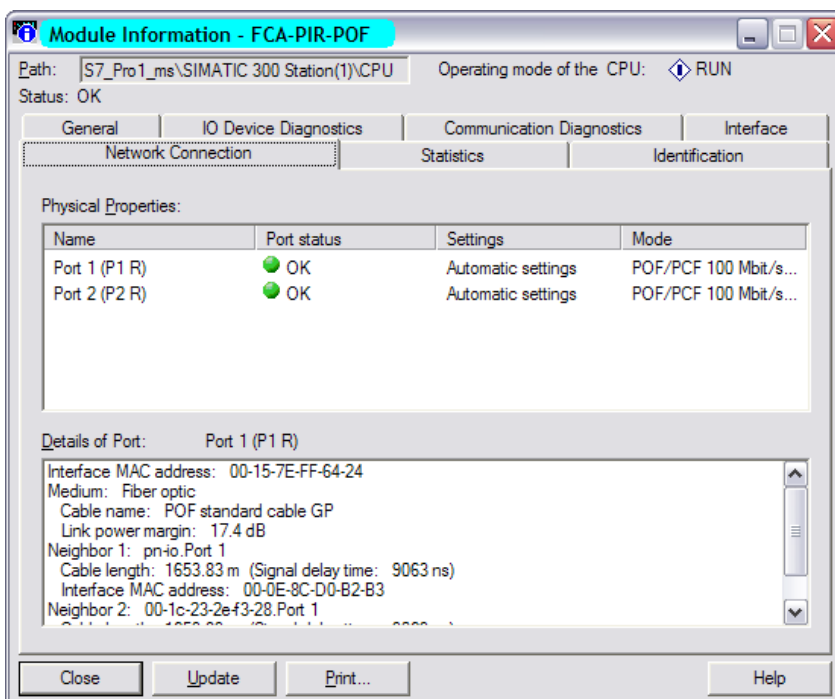 Module Information - FCA-PIR-POF
Path: S7_Pro1_ms\SIMATIC 300 Station(1)\CPU Operating mode of the CPU: RUN
Status: OK
General IO Device Diagnostics Communication Diagnostics Interface
Network Connection Statistics Identification
Physical Properties:
Name Port status Settings Mode
Port 1 (P1 R) OK Automatic settings POF/PCF 100 Mbit/s...
Port 2 (P2 R) OK Automatic settings POF/PCF 100 Mbit/s...
Details of Port: Port 1 (P1 R)
Interface MAC address: 00-15-7E-FF-64-24
Medium: Fiber optic
Cable name: POF standard cable GP
Link power margin: 17.4 dB
Neighbor 1: pn-io.Port 1
Cable length: 1653.83 m (Signal delay time: 9063 ns)
Interface MAC address: 00-0E-8C-D0-B2-B3
Neighbor 2: 00-1c-23-2e-f3-28.Port 1
Close Update Print... Help